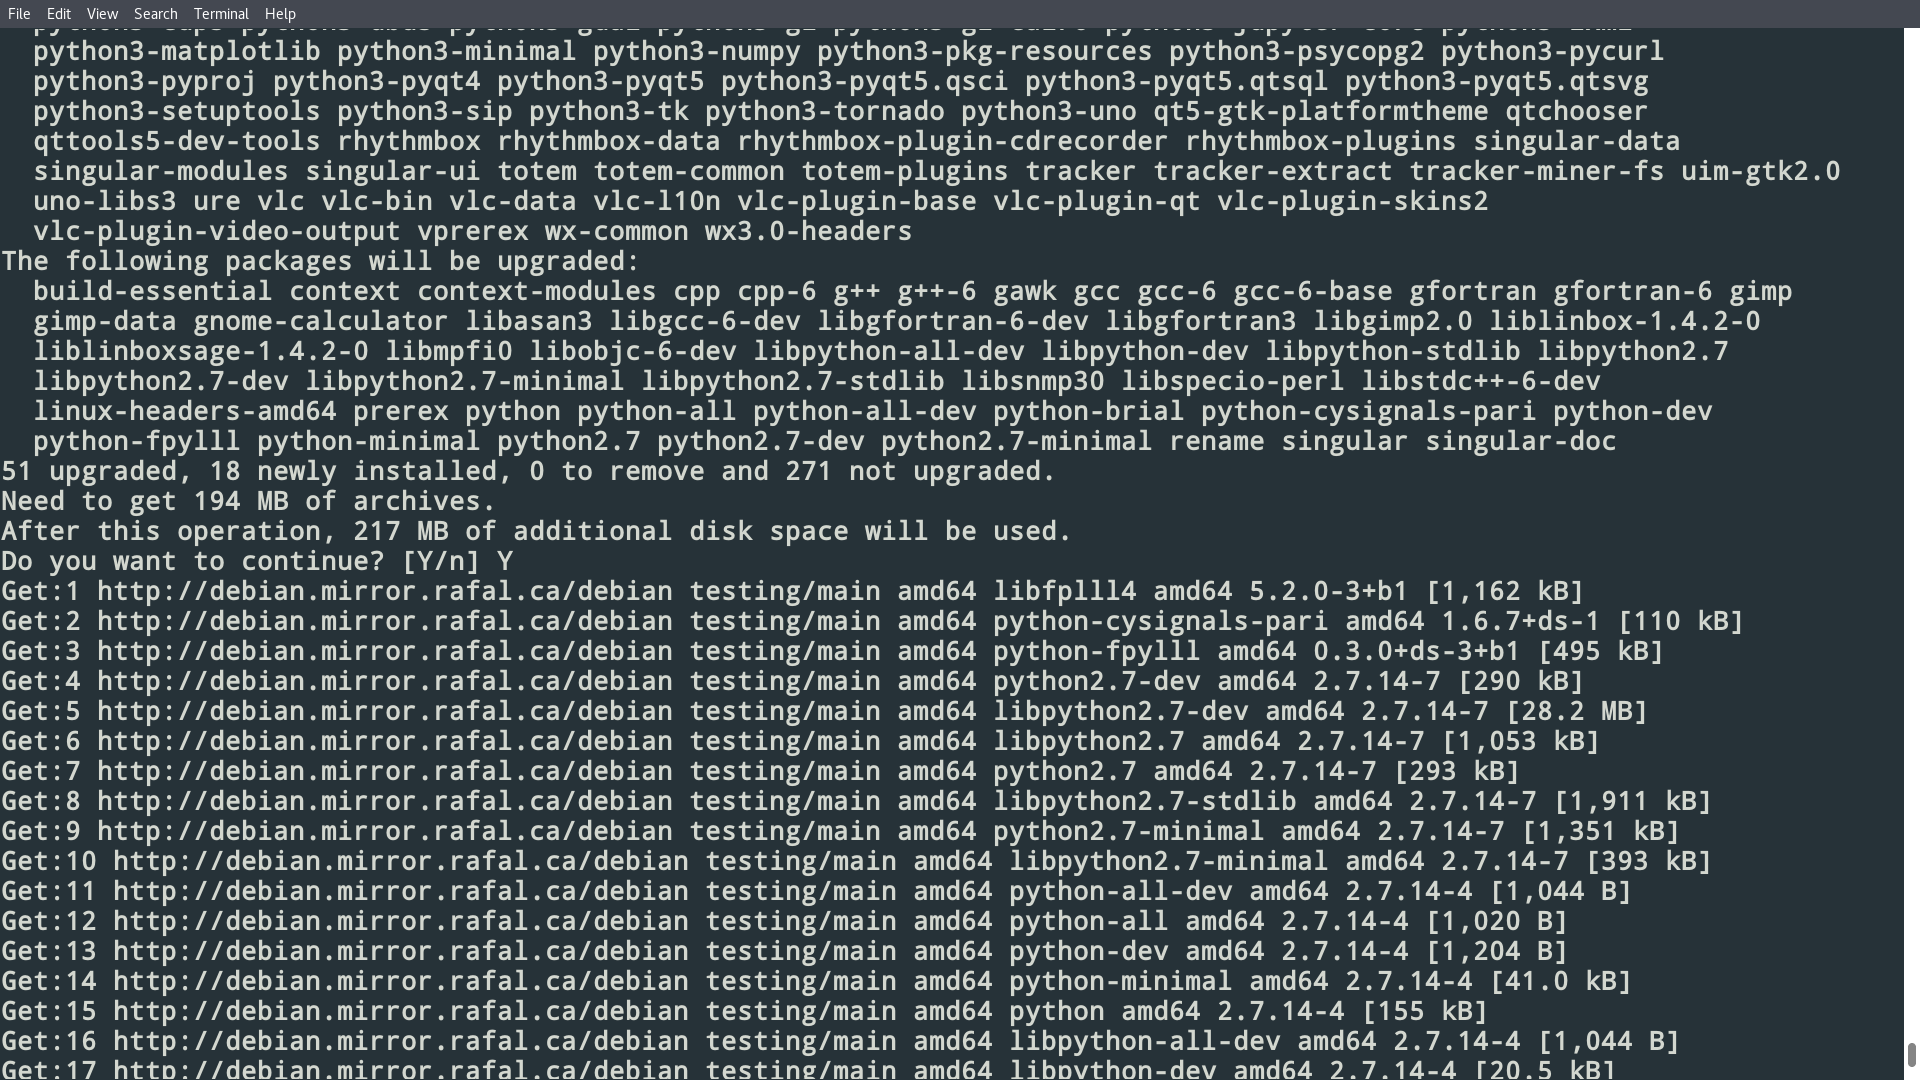 File Edit View Search Terminal Help
python3-matplotlib python3-minimal python3-numpy python3-pkg-resources python3-psycopg2 python3-pycurl
python3-pyproj python3-pyqt4 python3-pyqt5 python3-pyqt5.qsci python3-pyqt5.qtsql python3-pyqt5.qtsvg
python3-setuptools python3-sip python3-tk python3-tornado python3-uno qt5-gtk-platformtheme qtchooser
qttools5-dev-tools rhythmbox rhythmbox-data rhythmbox-plugin-cdrecorder rhythmbox-plugins singular-data
singular-modules singular-ui totem totem-common totem-plugins tracker tracker-extract tracker-miner-fs uim-gtk2.0
uno-libs3 ure vlc vlc-bin vlc-data vlc-l10n vlc-plugin-base vlc-plugin-qt vlc-plugin-skins2
vlc-plugin-video-output vprerex wx-common wx3.0-headers
The following packages will be upgraded:
build-essential context context-modules cpp cpp-6 g++ g++-6 gawk gcc gcc-6 gcc-6-base gfortran gfortran-6 gimp
gimp-data gnome-calculator libasan3 libgcc-6-dev libgfortran-6-dev libgfortran3 libgimp2.0 liblinbox-1.4.2-0
liblinboxsage-1.4.2-0 libmpfi0 libobjc-6-dev libpython-all-dev libpython-dev libpython-stdlib libpython2.7
libpython2.7-dev libpython2.7-minimal libpython2.7-stdlib libsnmp30 libspecio-perl libstdc++-6-dev
linux-headers-amd64 prerex python python-all python-all-dev python-brial python-cysignals-pari python-dev
python-fpylll python-minimal python2.7 python2.7-dev python2.7-minimal rename singular singular-doc
51 upgraded, 18 newly installed, 0 to remove and 271 not upgraded.
Need to get 194 MB of archives.
After this operation, 217 MB of additional disk space will be used.
Do you want to continue? [Y/n] Y
Get:1 http://debian.mirror.rafal.ca/debian testing/main amd64 libfplll4 amd64 5.2.0-3+b1 [1,162 kB]
Get:2 http://debian.mirror.rafal.ca/debian testing/main amd64 python-cysignals-pari amd64 1.6.7+ds-1 [110 kB]
Get:3 http://debian.mirror.rafal.ca/debian testing/main amd64 python-fpylll amd64 0.3.0+ds-3+b1 [495 kB]
Get:4 http://debian.mirror.rafal.ca/debian testing/main amd64 python2.7-dev amd64 2.7.14-7 [290 kB]
Get:5 http://debian.mirror.rafal.ca/debian testing/main amd64 libpython2.7-dev amd64 2.7.14-7 [28.2 MB]
Get:6 http://debian.mirror.rafal.ca/debian testing/main amd64 libpython2.7 amd64 2.7.14-7 [1,053 kB]
Get:7 http://debian.mirror.rafal.ca/debian testing/main amd64 python2.7 amd64 2.7.14-7 [293 kB]
Get:8 http://debian.mirror.rafal.ca/debian testing/main amd64 libpython2.7-stdlib amd64 2.7.14-7 [1,911 kB]
Get:9 http://debian.mirror.rafal.ca/debian testing/main amd64 python2.7-minimal amd64 2.7.14-7 [1,351 kB]
Get:10 http://debian.mirror.rafal.ca/debian testing/main amd64 libpython2.7-minimal amd64 2.7.14-7 [393 kB]
Get:11 http://debian.mirror.rafal.ca/debian testing/main amd64 python-all-dev amd64 2.7.14-4 [1,044 B]
Get:12 http://debian.mirror.rafal.ca/debian testing/main amd64 python-all amd64 2.7.14-4 [1,020 B]
Get:13 http://debian.mirror.rafal.ca/debian testing/main amd64 python-dev amd64 2.7.14-4 [1,204 B]
Get:14 http://debian.mirror.rafal.ca/debian testing/main amd64 python-minimal amd64 2.7.14-4 [41.0 kB]
Get:15 http://debian.mirror.rafal.ca/debian testing/main amd64 python amd64 2.7.14-4 [155 kB]
Get:16 http://debian.mirror.rafal.ca/debian testing/main amd64 libpython-all-dev amd64 2.7.14-4 [1,044 B]
Get:17 http://debian.mirror.rafal.ca/debian testing/main amd64 libpython-dev amd64 2.7.14-4 [20.5 kB]